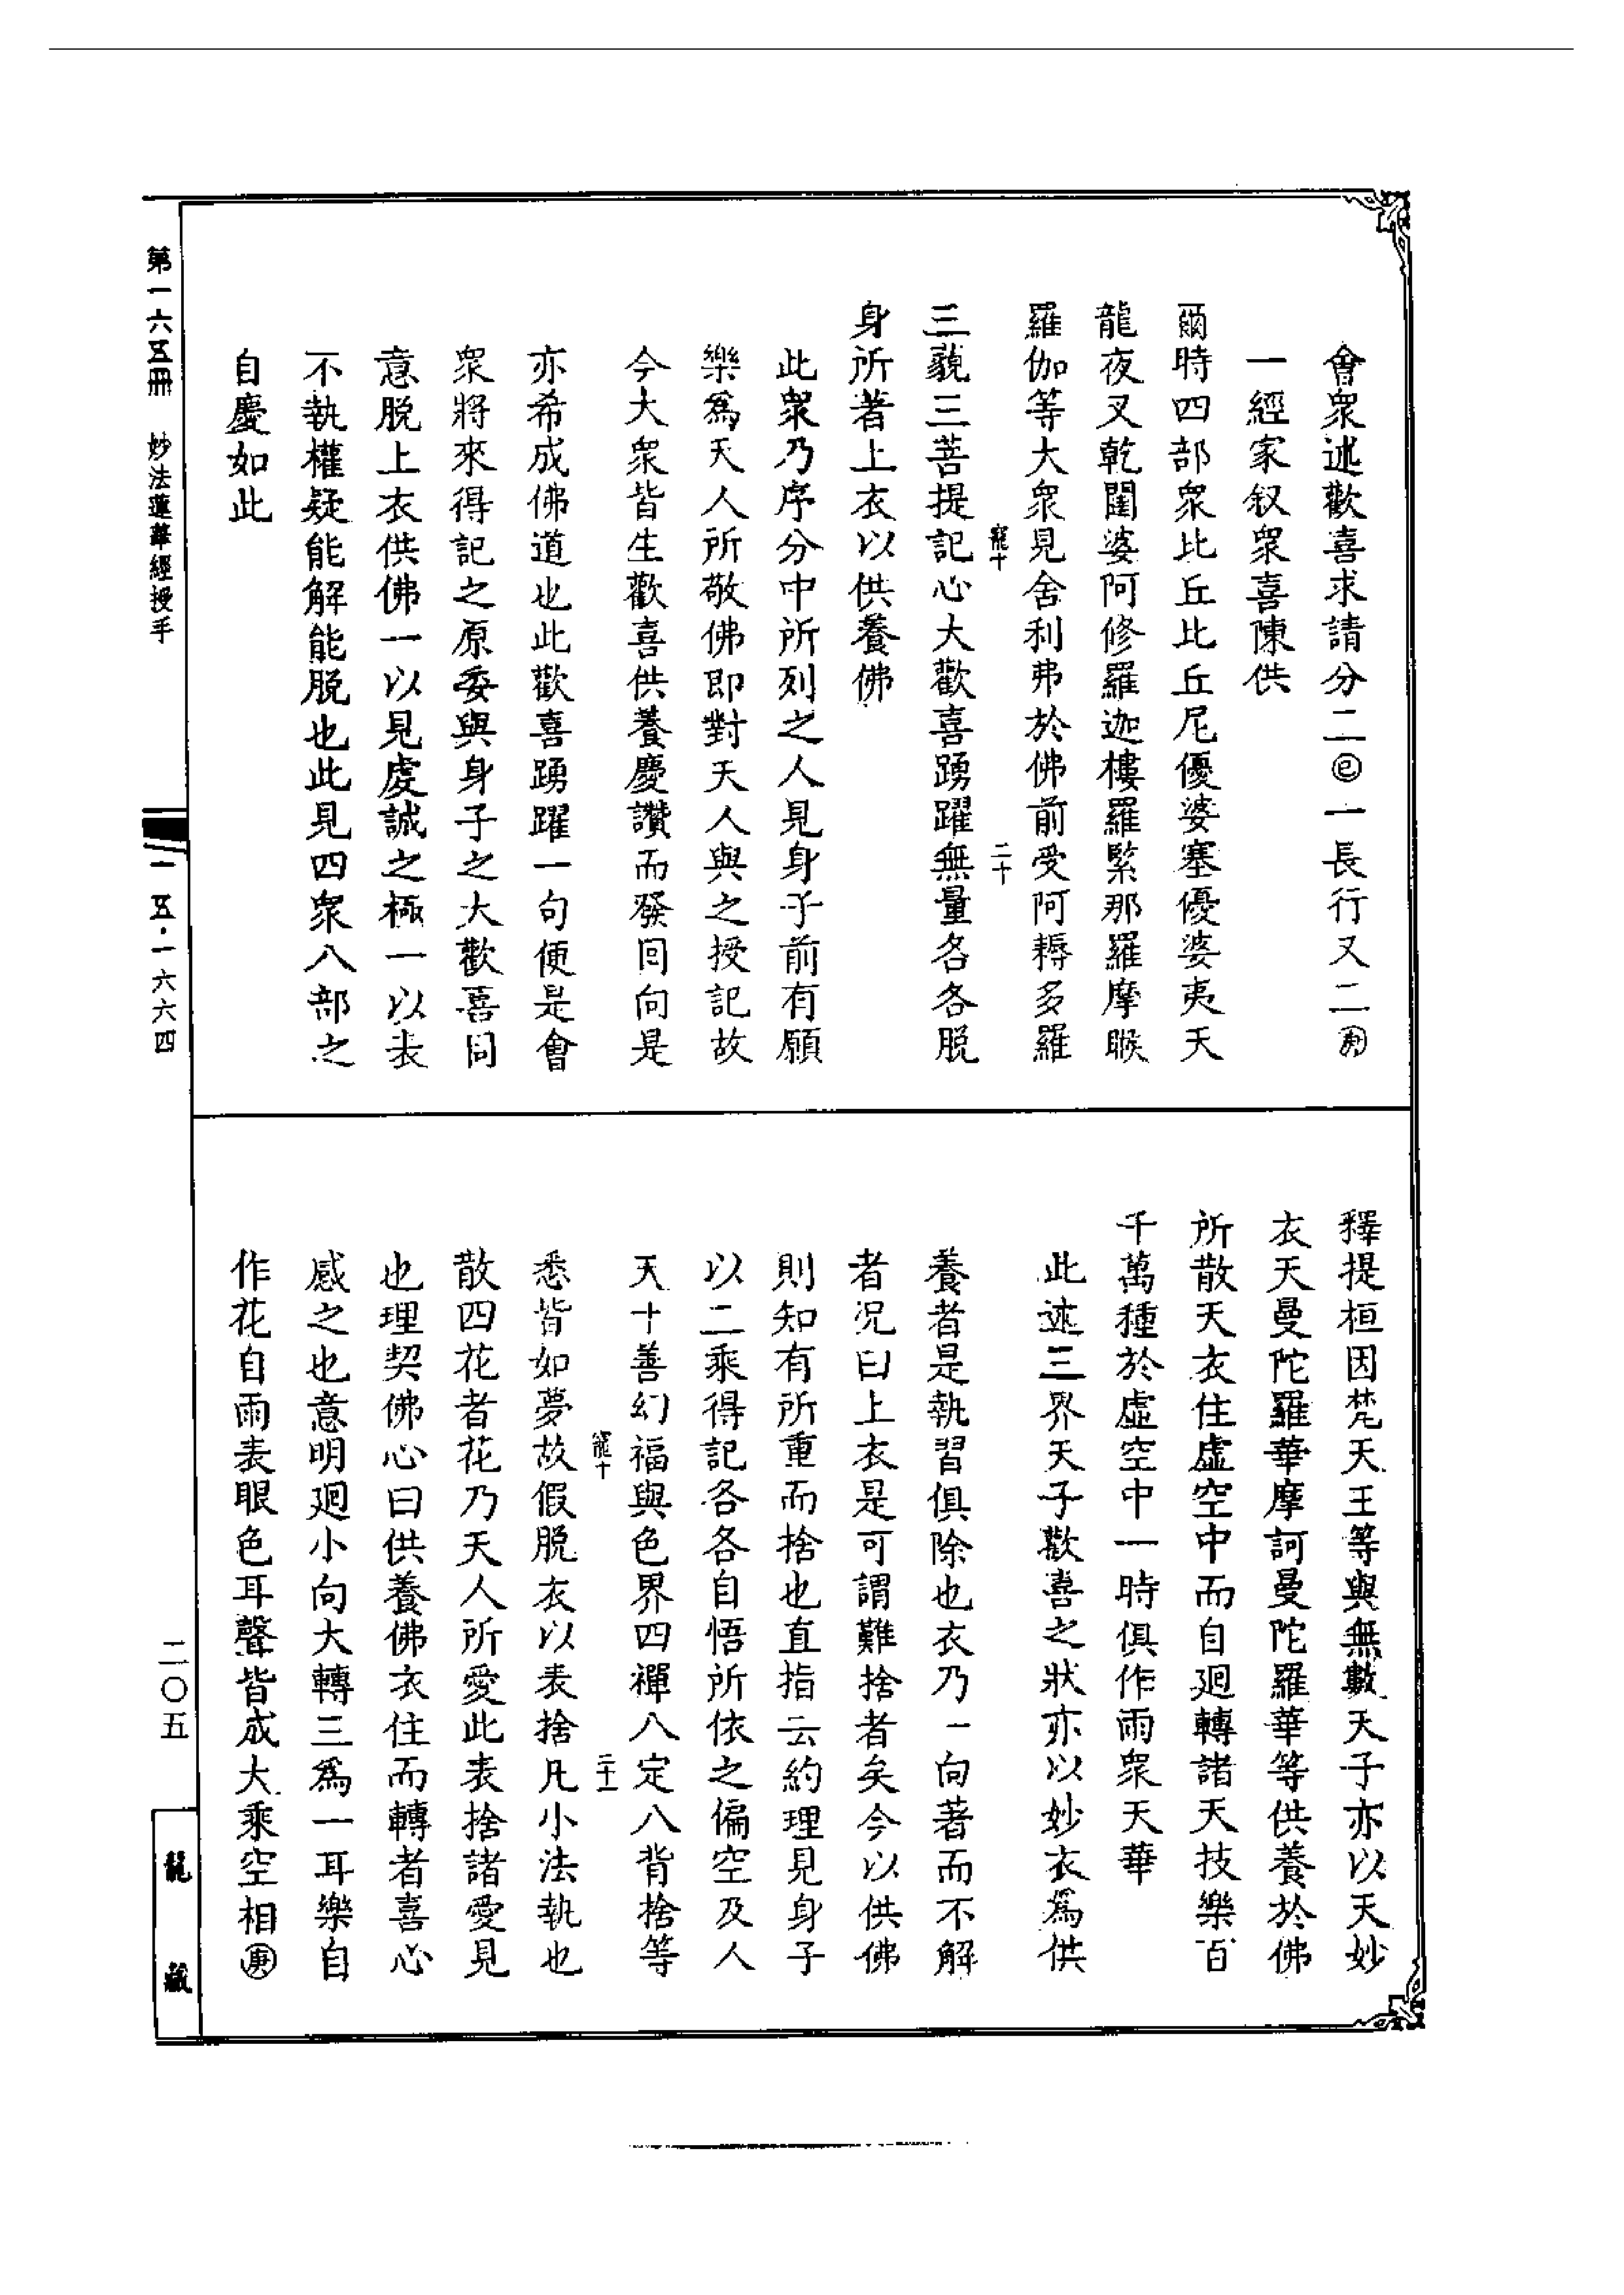 會衆述歡喜求請分二㊁一長行又二㊂
一經家叙衆喜陳供
爾時四部衆比丘比丘尼優婆塞優婆夷天
龍夜叉乾闥婆阿修羅迦樓羅緊那羅摩睺
羅伽等大衆見舍利弗於佛前受阿耨多羅
寵十
二十
三藐三菩提記心大歡喜踴躍無量各各脫
身所著上衣以供養佛
此衆乃序分中所列之人見身子前有願
樂爲天人所敬佛即對天人與之授記故
今大衆皆生歡喜供養慶讚而發回向是
亦希成佛道也此歡喜踴躍一句便是會
衆將來得記之原委與身子之大歡喜同
意脫上衣供佛一以見虔誠之極一以表
不執權疑能解能脫也此見四衆八部之
自慶如此
釋提桓因梵天王等與無數天子亦以天妙
衣天曼陀羅華摩訶曼陀羅華等供養於佛
所散天衣住虛空中而自廻轉諸天技樂百
千萬種於虛空中一時俱作雨衆天華
此述三界天子歡喜之狀亦以妙衣爲供
養者是執習俱除也衣乃一向著而不解
者況曰上衣是可謂難捨者矣今以供佛
則知有所重而捨也直指云約理見身子
以二乘得記各各自悟所依之偏空及人
天十善幻福與色界四禪八定八背捨等
寵十
二十一
悉皆如夢故假脫衣以表捨凡小法執也
散四花者花乃天人所愛此表捨諸愛見
也理契佛心曰供養佛衣住而轉者喜心
感之也意明廻小向大轉三爲一耳樂自
作花自雨表眼色耳聲皆成大乘空相㊂
第一六五冊　妙法蓮華經授手
一五·一六六四
二〇五
龍藏